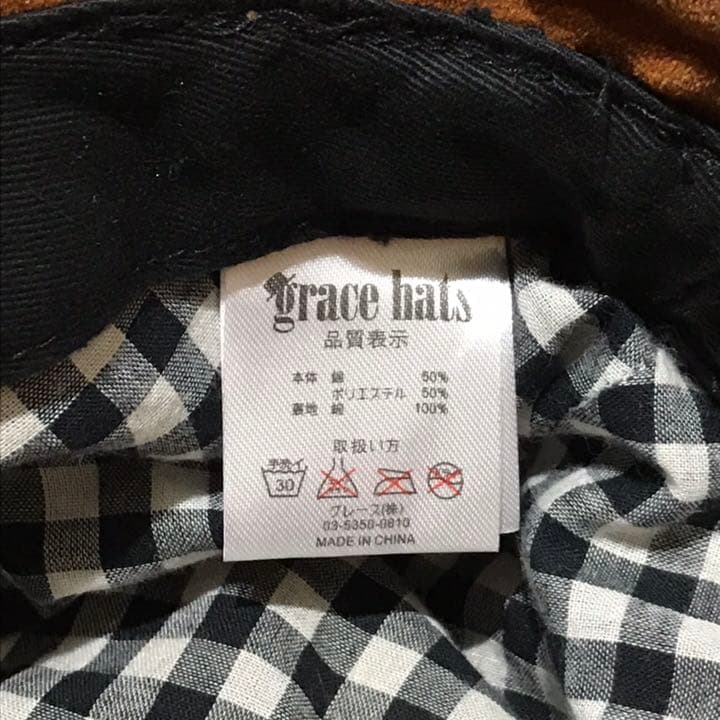 grace hats
品質表示
本体 綿 50%
ポリエステル 50%
裏地 綿 100%
取扱い方
手洗イ
30
グレース(株)
03-5350-0810
MADE IN CHINA